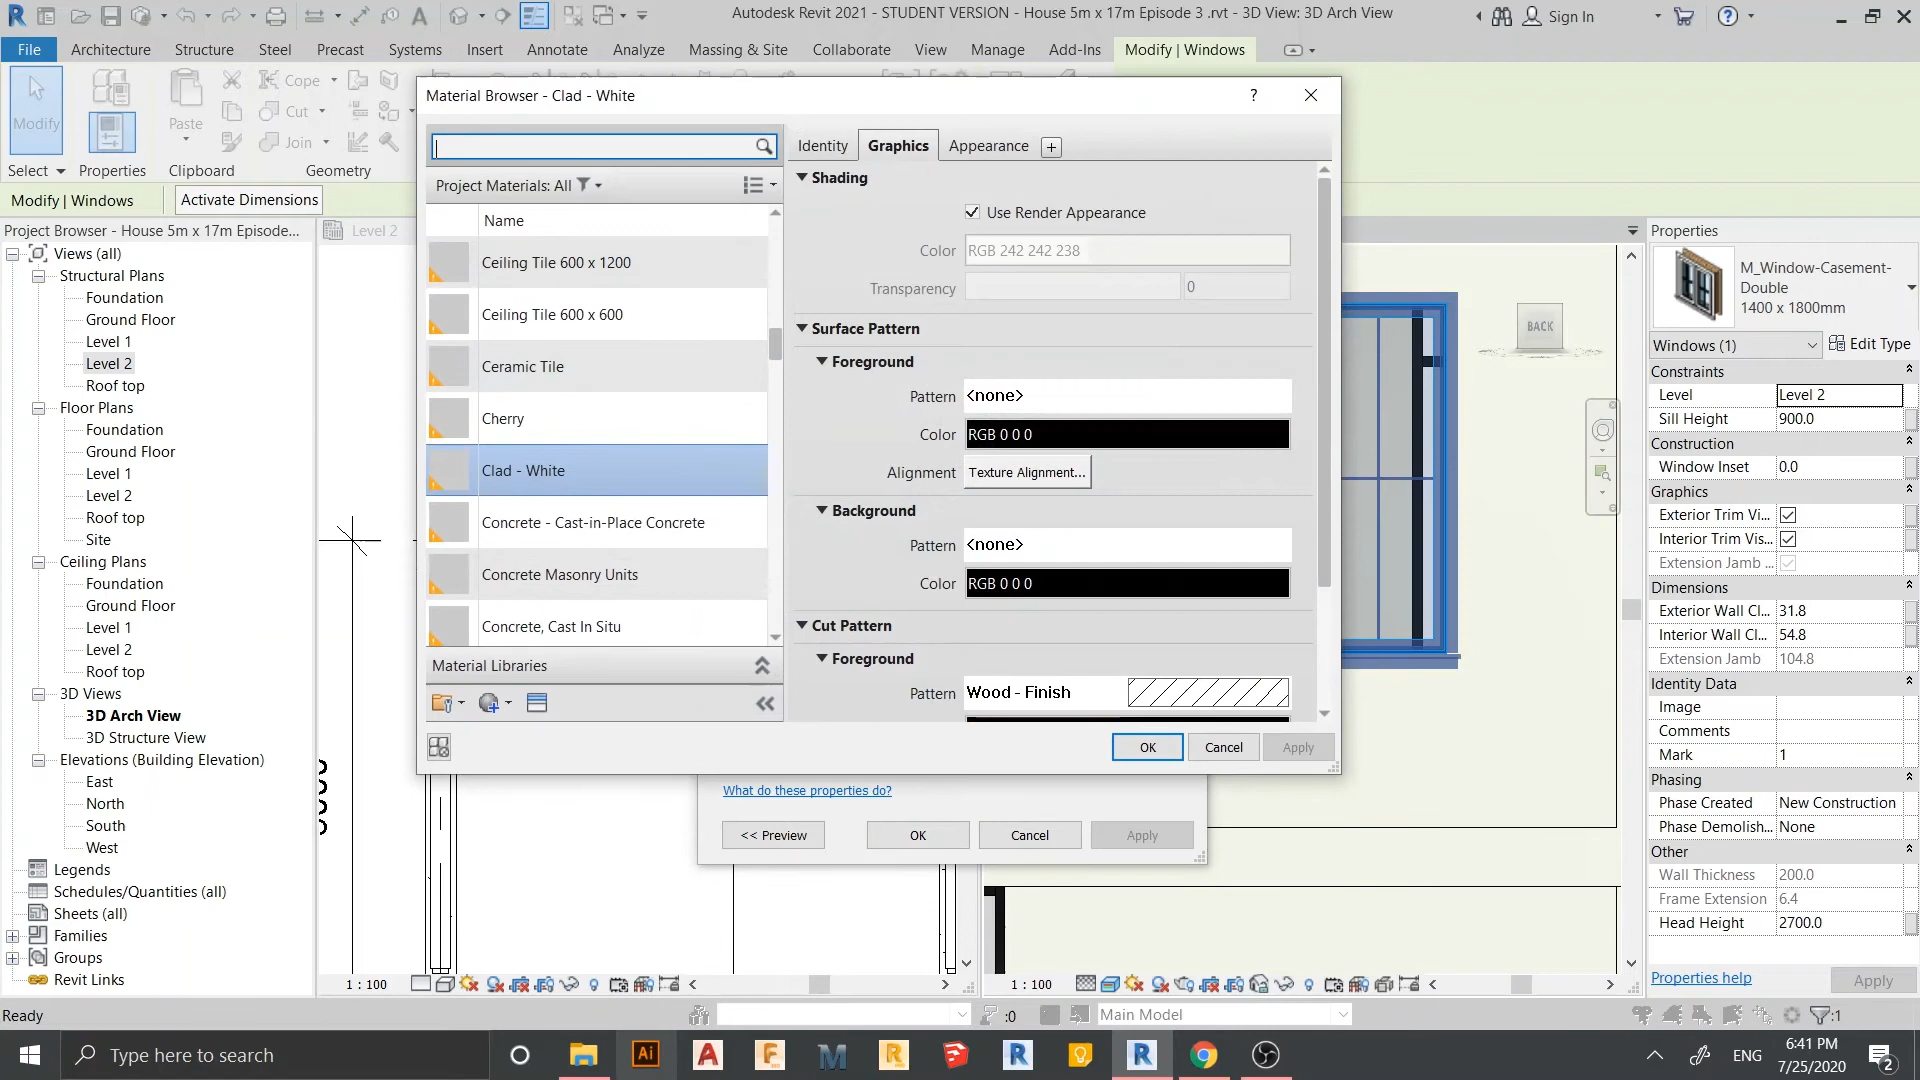 Autodesk Revit 2021 - STUDENT VERSION - House 5m x 17m Episode 3 .rvt - 3D View: 3D Arch View
Sign In
File
Architecture
Structure
Steel
Precast
Systems
Insert
Annotate
Analyze
Massing & Site
Collaborate
View
Manage
Add-Ins
Modify | Windows
Modify
Paste
Cope
Cut
Join
Select
Properties
Clipboard
Geometry
Modify | Windows
Activate Dimensions
Project Browser - House 5m x 17m Episode...
Views (all)
Structural Plans
Foundation
Ground Floor
Level 1
Level 2
Roof top
Floor Plans
Foundation
Ground Floor
Level 1
Level 2
Roof top
Site
Ceiling Plans
Foundation
Ground Floor
Level 1
Level 2
Roof top
3D Views
3D Arch View
3D Structure View
Elevations (Building Elevation)
East
North
South
West
Legends
Schedules/Quantities (all)
Sheets (all)
Families
Groups
Revit Links
Level 2
Material Browser - Clad - White
?
Project Materials: All
Name
Ceiling Tile 600 x 1200
Ceiling Tile 600 x 600
Ceramic Tile
Cherry
Clad - White
Concrete - Cast-in-Place Concrete
Concrete Masonry Units
Concrete, Cast In Situ
Material Libraries
Identity
Graphics
Appearance
+
Shading
Use Render Appearance
Color
RGB 242 242 238
Transparency
0
Surface Pattern
Foreground
Pattern
<none>
Color
RGB 0 0 0
Alignment
Texture Alignment...
Background
Pattern
<none>
Color
RGB 0 0 0
Cut Pattern
Foreground
Pattern
Wood - Finish
OK
Cancel
Apply
What do these properties do?
<< Preview
OK
Cancel
Apply
BACK
Properties
M_Window-Casement-
Double
1400 x 1800mm
Windows (1)
Edit Type
Constraints
Level
Level 2
Sill Height
900.0
Construction
Window Inset
0.0
Graphics
Exterior Trim Vi...
Interior Trim Vis...
Extension Jamb ...
Dimensions
Exterior Wall Cl...
31.8
Interior Wall Cl...
54.8
Extension Jamb
104.8
Identity Data
Image
Comments
Mark
1
Phasing
Phase Created
New Construction
Phase Demolish...
None
Other
Wall Thickness
200.0
Frame Extension
6.4
Head Height
2700.0
Properties help
Apply
1 : 100
1 : 100
Ready
:0
Main Model
:1
Type here to search
ENG
6:41 PM
7/25/2020
2